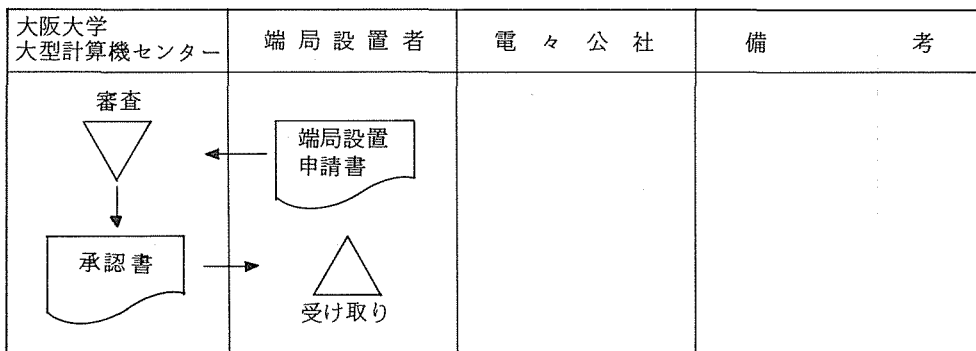 大阪大学
大型計算機センター
端局設置者
電々公社
備考
審査
端局設置
申請書
承認書
受け取り